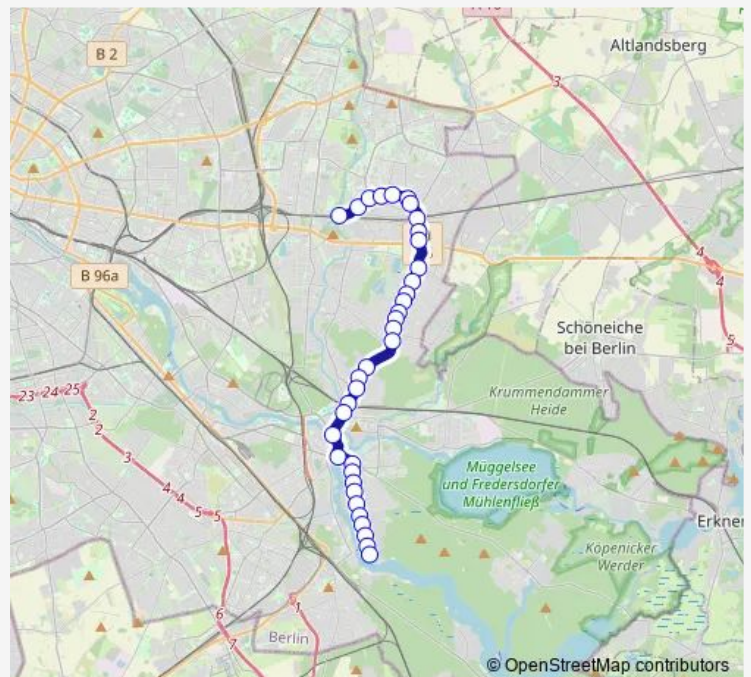 B 2
Altlandsberg
3
B 96a
4
4
5
Schöneiche
bei Berlin
23 24 25
2
2
3
4
4
5
5
Krummendammer
Heide
Müggelsee
und Fredersdorfer
Mühlenfließ
Erkner
Köpenicker
Werder
6
7
1
1
Berlin
© OpenStreetMap contributors